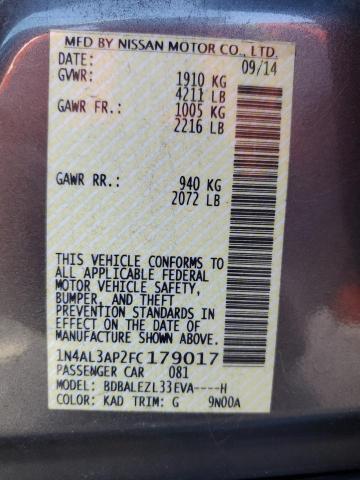 MFD BY NISSAN MOTOR CO., LTD.
DATE: 09/14
GVWR: 1910 KG
4211 LB
GAWR FR.: 1005 KG
2216 LB
GAWR RR.: 940 KG
2072 LB
THIS VEHICLE CONFORMS TO
ALL APPLICABLE FEDERAL
MOTOR VEHICLE SAFETY,
BUMPER, AND THEFT
PREVENTION STANDARDS IN
EFFECT ON THE DATE OF
MANUFACTURE SHOWN ABOVE.
1N4AL3AP2FC179017
PASSENGER CAR 081
MODEL: BDBALEZL33EVA----H
COLOR: KAD TRIM: G 9N00A